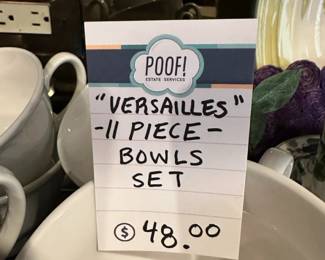 POOF!
ESTATE SERVICES
"VERSAILLES"
-11 PIECE-
BOWLS
SET
$ 48.00